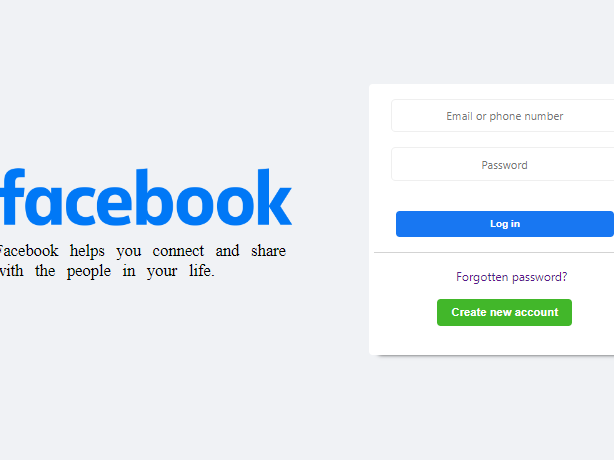 facebook
Facebook helps you connect and share
with the people in your life.
Email or phone number
Password
Log in
Forgotten password?
Create new account